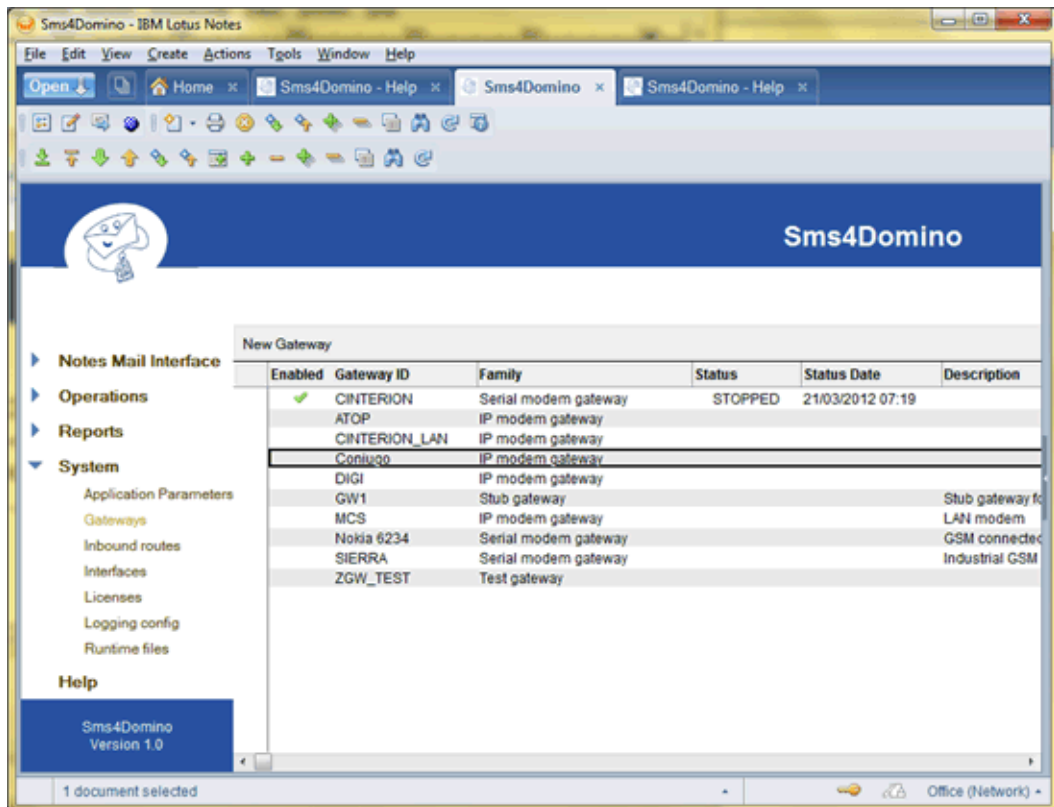 Sms4Domino - IBM Lotus Notes
File Edit View Create Actions Tools Window Help
Open Home Sms4Domino - Help Sms4Domino Sms4Domino - Help
Sms4Domino
New Gateway
Enabled Gateway ID Family Status Status Date Description
CINTERION Serial modem gateway STOPPED 21/03/2012 07:19
ATOP IP modem gateway
CINTERION_LAN IP modem gateway
Coniugo IP modem gateway
DIGI IP modem gateway
GW1 Stub gateway Stub gateway fo
MCS IP modem gateway LAN modem
Nokia 6234 Serial modem gateway GSM connected
SIERRA Serial modem gateway Industrial GSM
ZGW_TEST Test gateway
Notes Mail Interface
Operations
Reports
System
Application Parameters
Gateways
Inbound routes
Interfaces
Licenses
Logging config
Runtime files
Help
Sms4Domino
Version 1.0
1 document selected Office (Network)